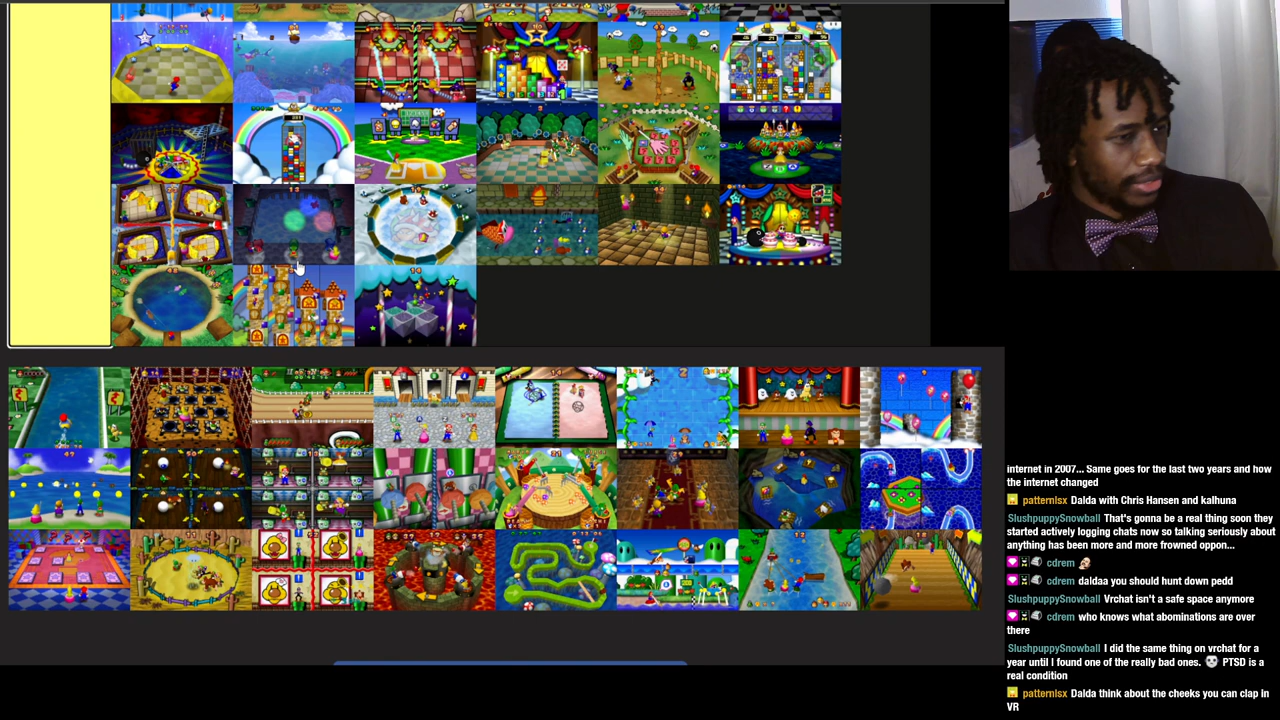 internet in 2007... Same goes for the last two years and how
the internet changed
patternlsx Dalda with Chris Hansen and kalhuna
SlushpuppySnowball That's gonna be a real thing soon they
started actively logging chats now so talking seriously about
anything has been more and more frowned oppon...
cdrem
cdrem daldaa you should hunt down pedd
SlushpuppySnowball Vrchat isn't a safe space anymore
cdrem who knows what abominations are over
there
SlushpuppySnowball I did the same thing on vrchat for a
year until I found one of the really bad ones. PTSD is a
real condition
patternlsx Dalda think about the cheeks you can clap in
VR